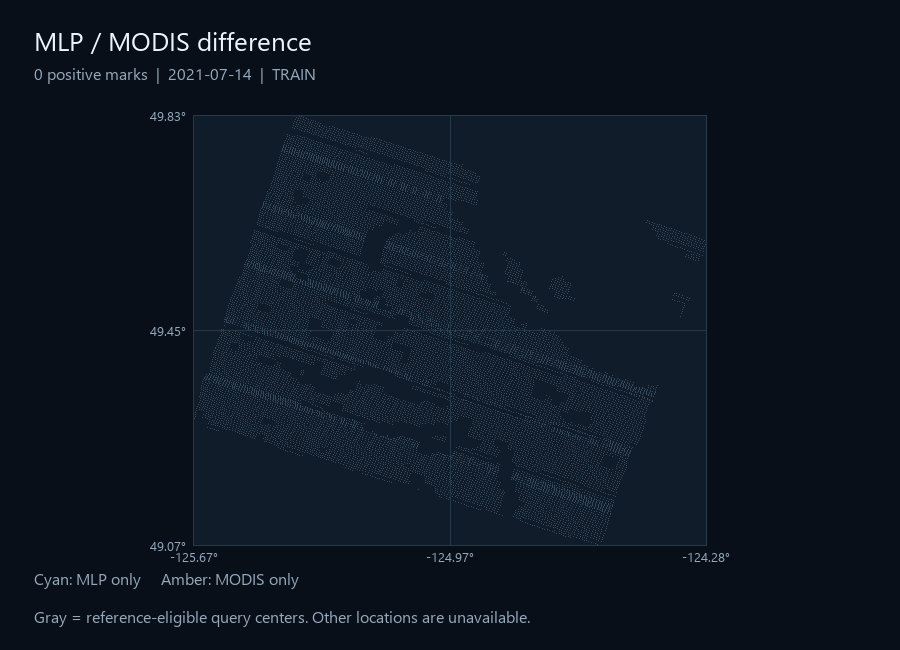 MLP / MODIS difference
0 positive marks | 2021-07-14 | TRAIN
49.83°
49.45°
49.07°
-125.67° -124.97° -124.28°
Cyan: MLP only Amber: MODIS only
Gray = reference-eligible query centers. Other locations are unavailable.